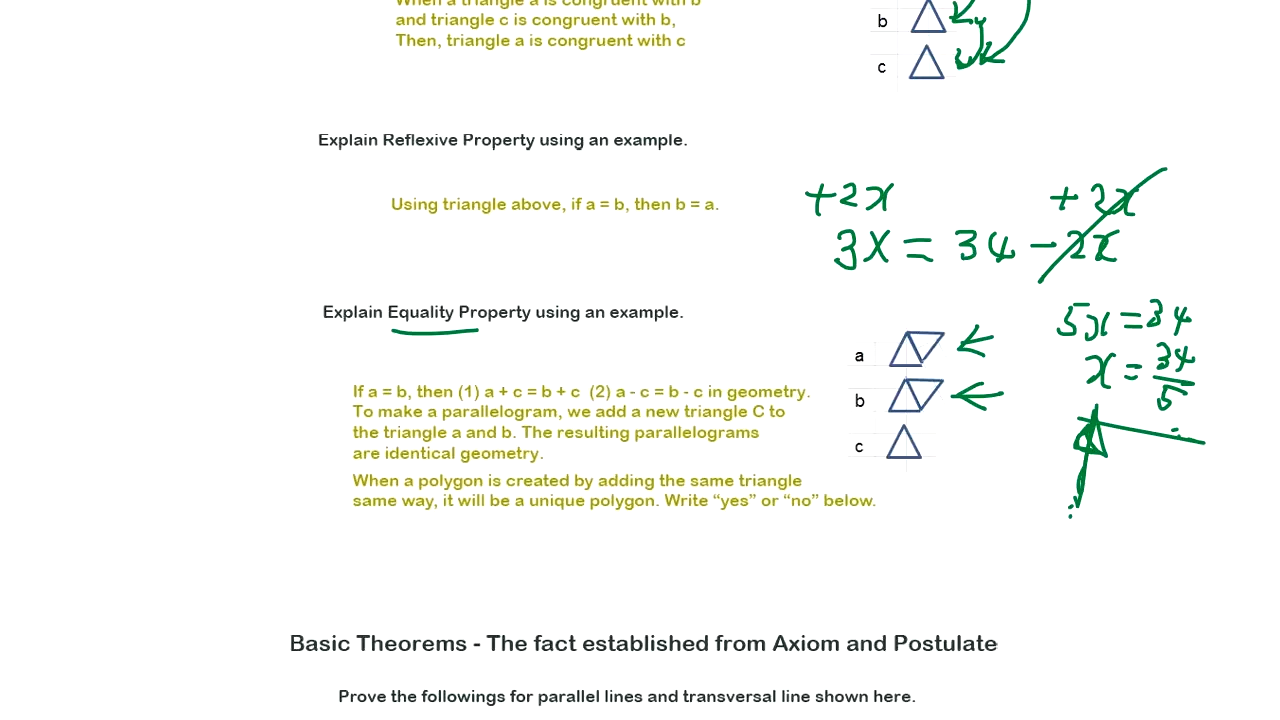 When a triangle a is congruent with b
and triangle c is congruent with b,
Then, triangle a is congruent with c
b
c
Explain Reflexive Property using an example.
Using triangle above, if a = b, then b = a.
+2x +2x
3x = 34 - 2x
Explain Equality Property using an example.
5x = 34
x = 34
5
a
b
c
If a = b, then (1) a + c = b + c (2) a - c = b - c in geometry.
To make a parallelogram, we add a new triangle C to
the triangle a and b. The resulting parallelograms
are identical geometry.
When a polygon is created by adding the same triangle
same way, it will be a unique polygon. Write “yes” or “no” below.
Basic Theorems - The fact established from Axiom and Postulate
Prove the followings for parallel lines and transversal line shown here.